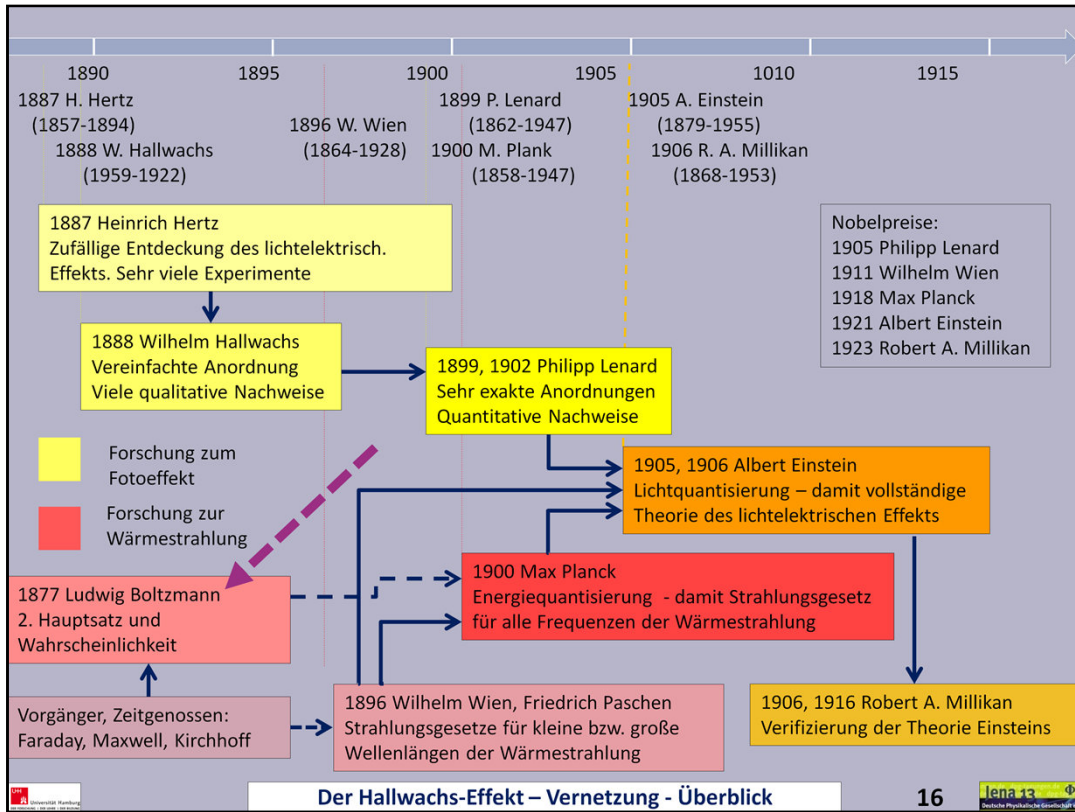 1890 1895 1900 1905 1010 1915
1887 H. Hertz
(1857-1894)
1888 W. Hallwachs
(1959-1922)
1896 W. Wien
(1864-1928)
1899 P. Lenard
(1862-1947)
1900 M. Plank
(1858-1947)
1905 A. Einstein
(1879-1955)
1906 R. A. Millikan
(1868-1953)
1887 Heinrich Hertz
Zufällige Entdeckung des lichtelektrisch.
Effekts. Sehr viele Experimente
Nobelpreise:
1905 Philipp Lenard
1911 Wilhelm Wien
1918 Max Planck
1921 Albert Einstein
1923 Robert A. Millikan
1888 Wilhelm Hallwachs
Vereinfachte Anordnung
Viele qualitative Nachweise
1899, 1902 Philipp Lenard
Sehr exakte Anordnungen
Quantitative Nachweise
Forschung zum
Fotoeffekt
Forschung zur
Wärmestrahlung
1905, 1906 Albert Einstein
Lichtquantisierung – damit vollständige
Theorie des lichtelektrischen Effekts
1877 Ludwig Boltzmann
2. Hauptsatz und
Wahrscheinlichkeit
1900 Max Planck
Energiequantisierung - damit Strahlungsgesetz
für alle Frequenzen der Wärmestrahlung
Vorgänger, Zeitgenossen:
Faraday, Maxwell, Kirchhoff
1896 Wilhelm Wien, Friedrich Paschen
Strahlungsgesetze für kleine bzw. große
Wellenlängen der Wärmestrahlung
1906, 1916 Robert A. Millikan
Verifizierung der Theorie Einsteins
Universität Hamburg
Der Hallwachs-Effekt – Vernetzung - Überblick
16
lena 13 Φ
Deutsche Physikalische Gesellschaft